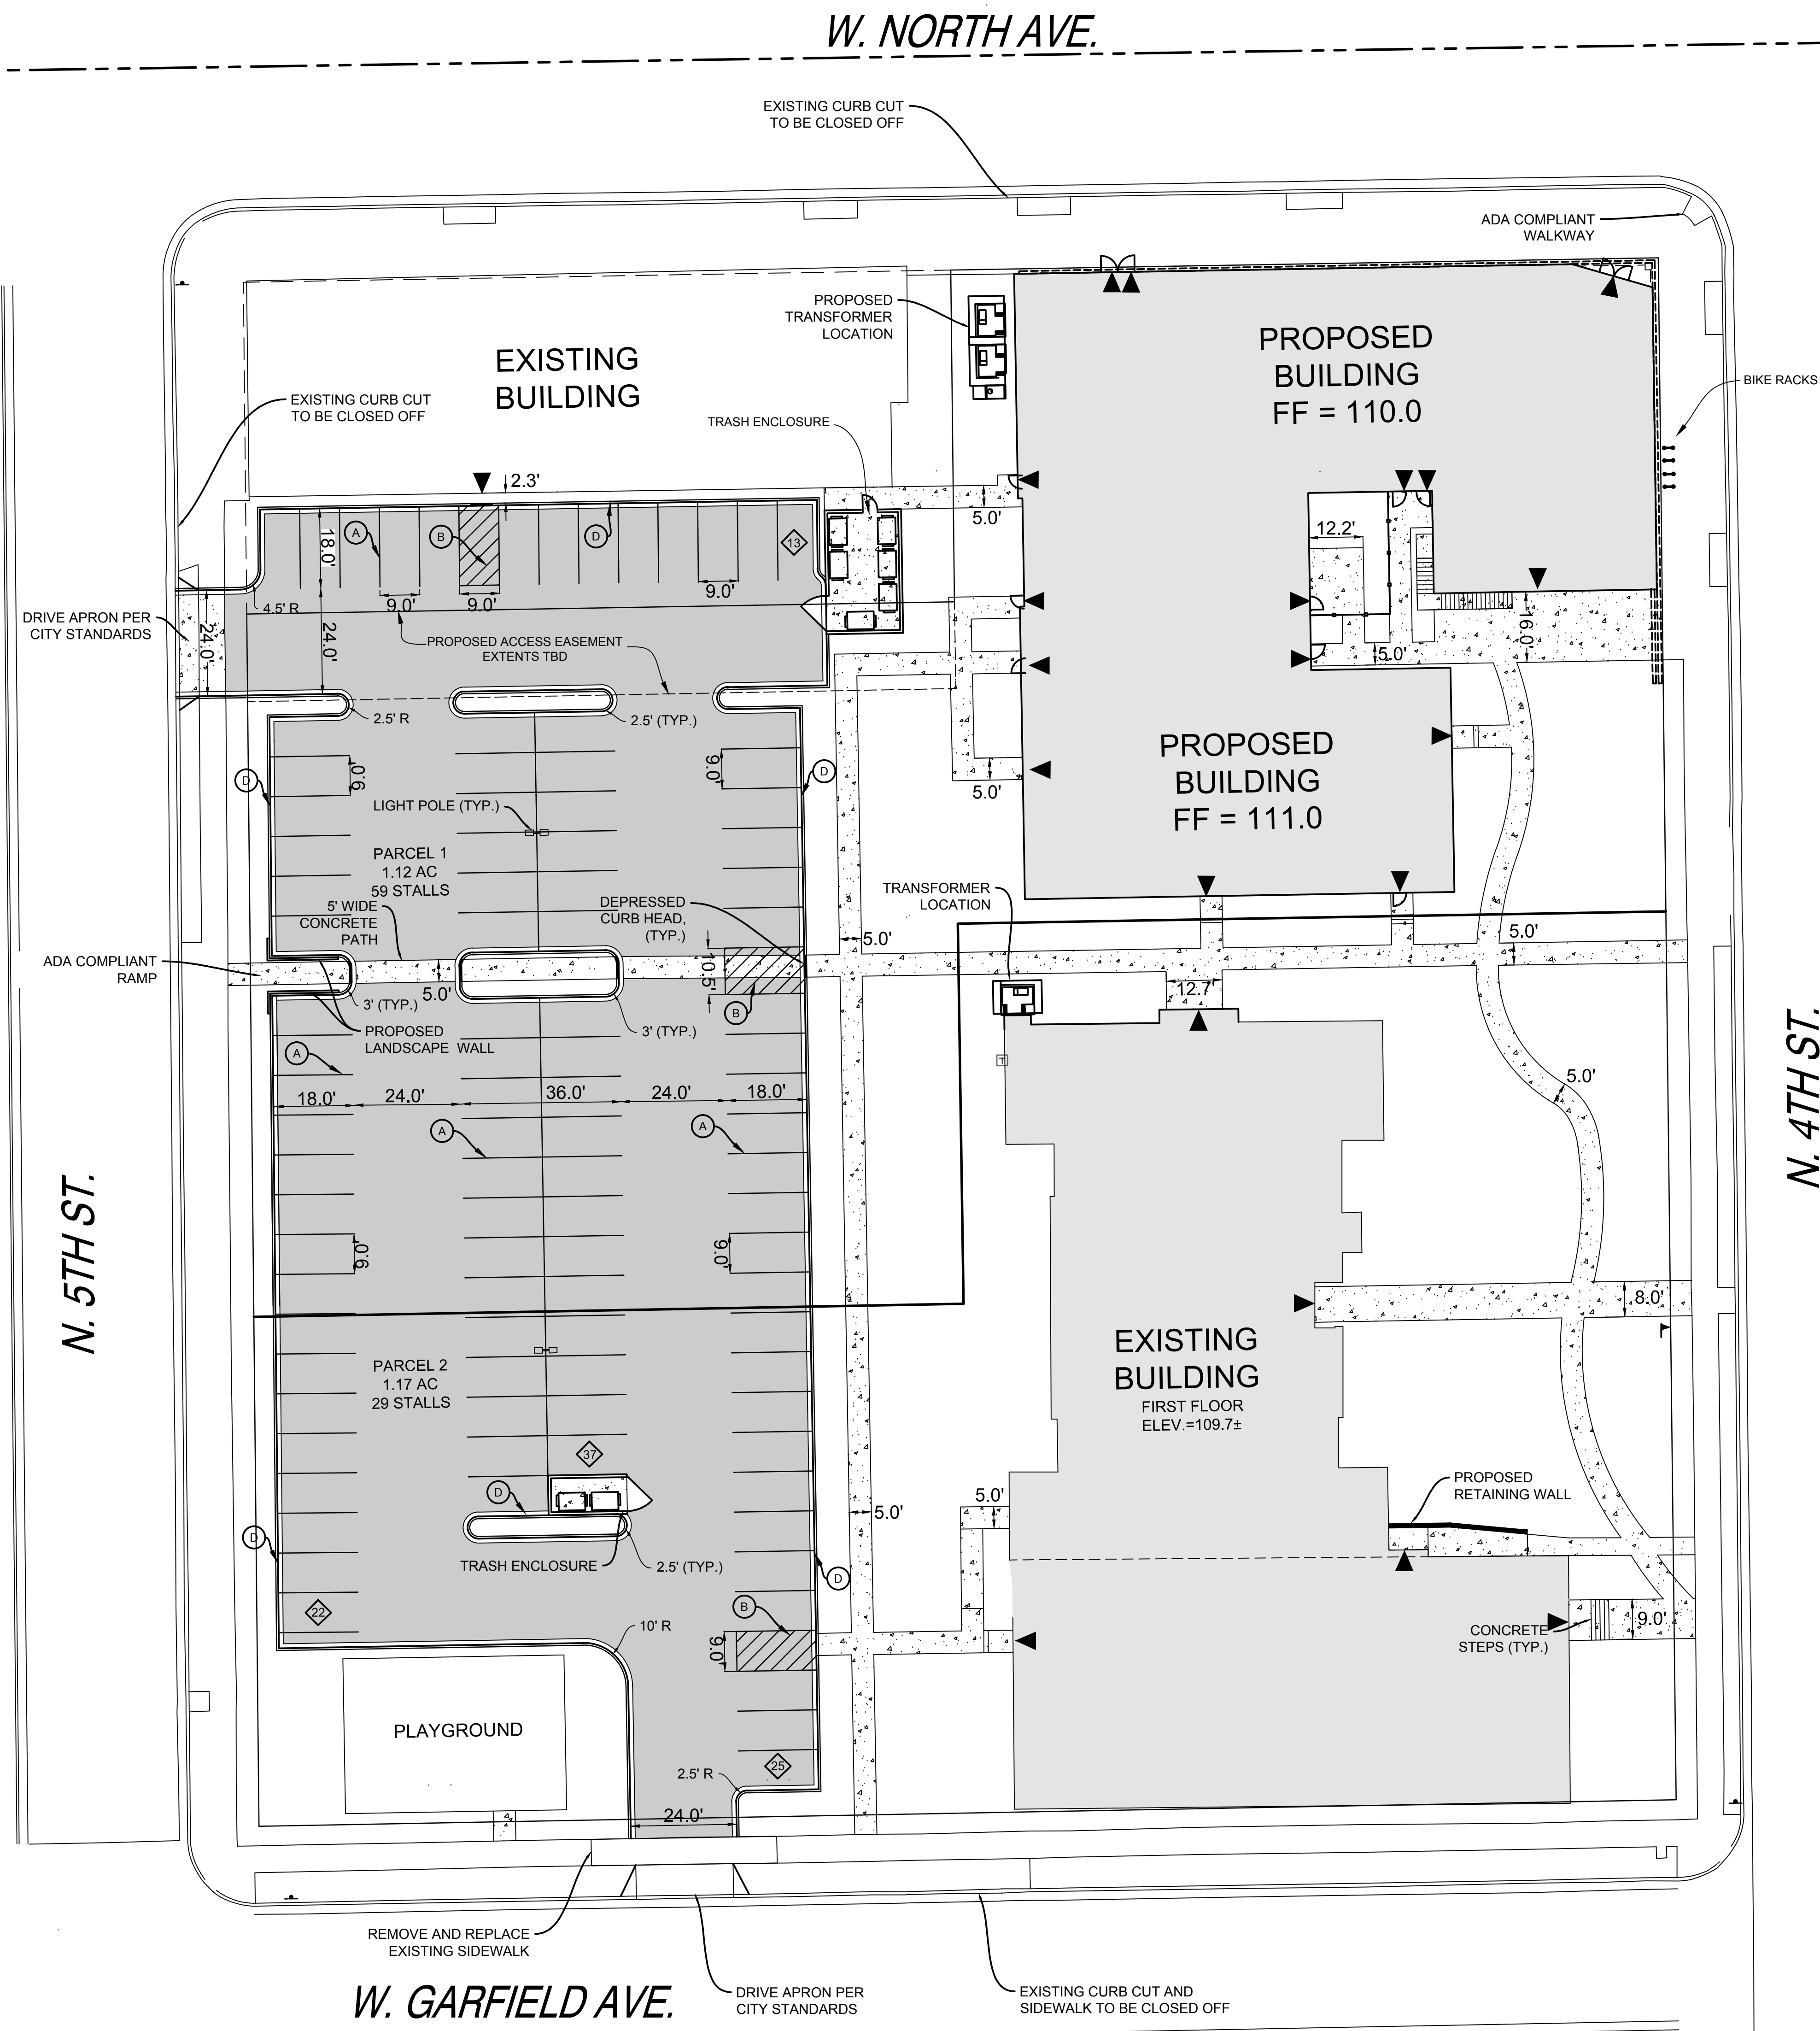 W. NORTH AVE.
EXISTING CURB CUT
TO BE CLOSED OFF
ADA COMPLIANT
WALKWAY
PROPOSED
TRANSFORMER
LOCATION
PROPOSED
BUILDING
FF = 110.0
EXISTING
BUILDING
BIKE RACKS
EXISTING CURB CUT
TO BE CLOSED OFF
TRASH ENCLOSURE
2.3'
5.0'
A
B
D
13
18.0'
12.2'
9.0'
9.0'
9.0'
4.5' R
DRIVE APRON PER
CITY STANDARDS
24.0'
24.0'
PROPOSED ACCESS EASEMENT
EXTENTS TBD
16.0'
5.0'
2.5' R
2.5' (TYP.)
PROPOSED
BUILDING
FF = 111.0
D
9.0'
9.0'
D
5.0'
LIGHT POLE (TYP.)
PARCEL 1
1.12 AC
59 STALLS
5' WIDE
CONCRETE
PATH
DEPRESSED
CURB HEAD,
(TYP.)
TRANSFORMER
LOCATION
5.0'
5.0'
ADA COMPLIANT
RAMP
10.5'
5.0'
3' (TYP.)
B
12.7'
3' (TYP.)
PROPOSED
LANDSCAPE WALL
A
T
N. 4TH ST.
18.0'
24.0'
36.0'
24.0'
18.0'
5.0'
A
A
N. 5TH ST.
9.0'
9.0'
8.0'
EXISTING
BUILDING
FIRST FLOOR
ELEV.=109.7±
PARCEL 2
1.17 AC
29 STALLS
37
D
PROPOSED
RETAINING WALL
5.0'
5.0'
D
TRASH ENCLOSURE
2.5' (TYP.)
D
22
B
10' R
9.0'
CONCRETE
STEPS (TYP.)
9.0'
PLAYGROUND
25
2.5' R
24.0'
REMOVE AND REPLACE
EXISTING SIDEWALK
W. GARFIELD AVE.
DRIVE APRON PER
CITY STANDARDS
EXISTING CURB CUT AND
SIDEWALK TO BE CLOSED OFF